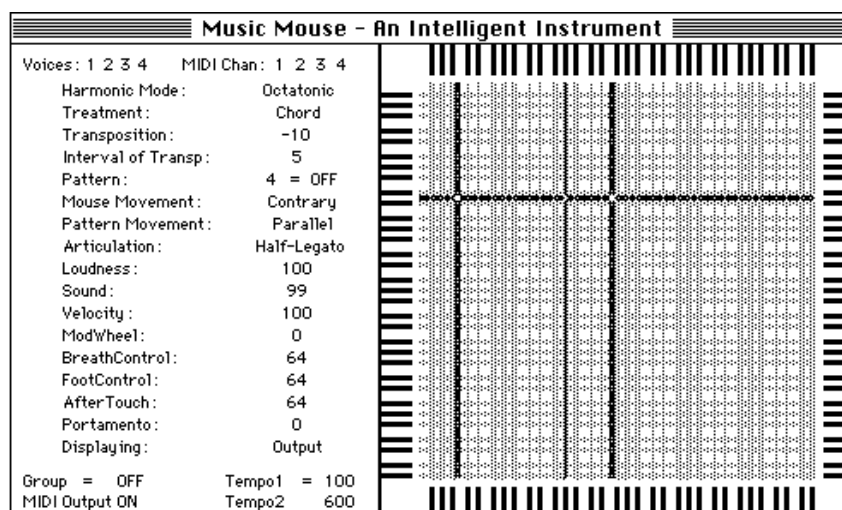 Music Mouse - An Intelligent Instrument
Voices: 1 2 3 4 MIDI Chan: 1 2 3 4
Harmonic Mode: Octatonic
Treatment: Chord
Transposition: -10
Interval of Transp: 5
Pattern: 4 = OFF
Mouse Movement: Contrary
Pattern Movement: Parallel
Articulation: Half-Legato
Loudness: 100
Sound: 99
Velocity: 100
ModWheel: 0
BreathControl: 64
FootControl: 64
AfterTouch: 64
Portamento: 0
Displaying: Output
Group = OFF Tempo1 = 100
MIDI Output ON Tempo2 600